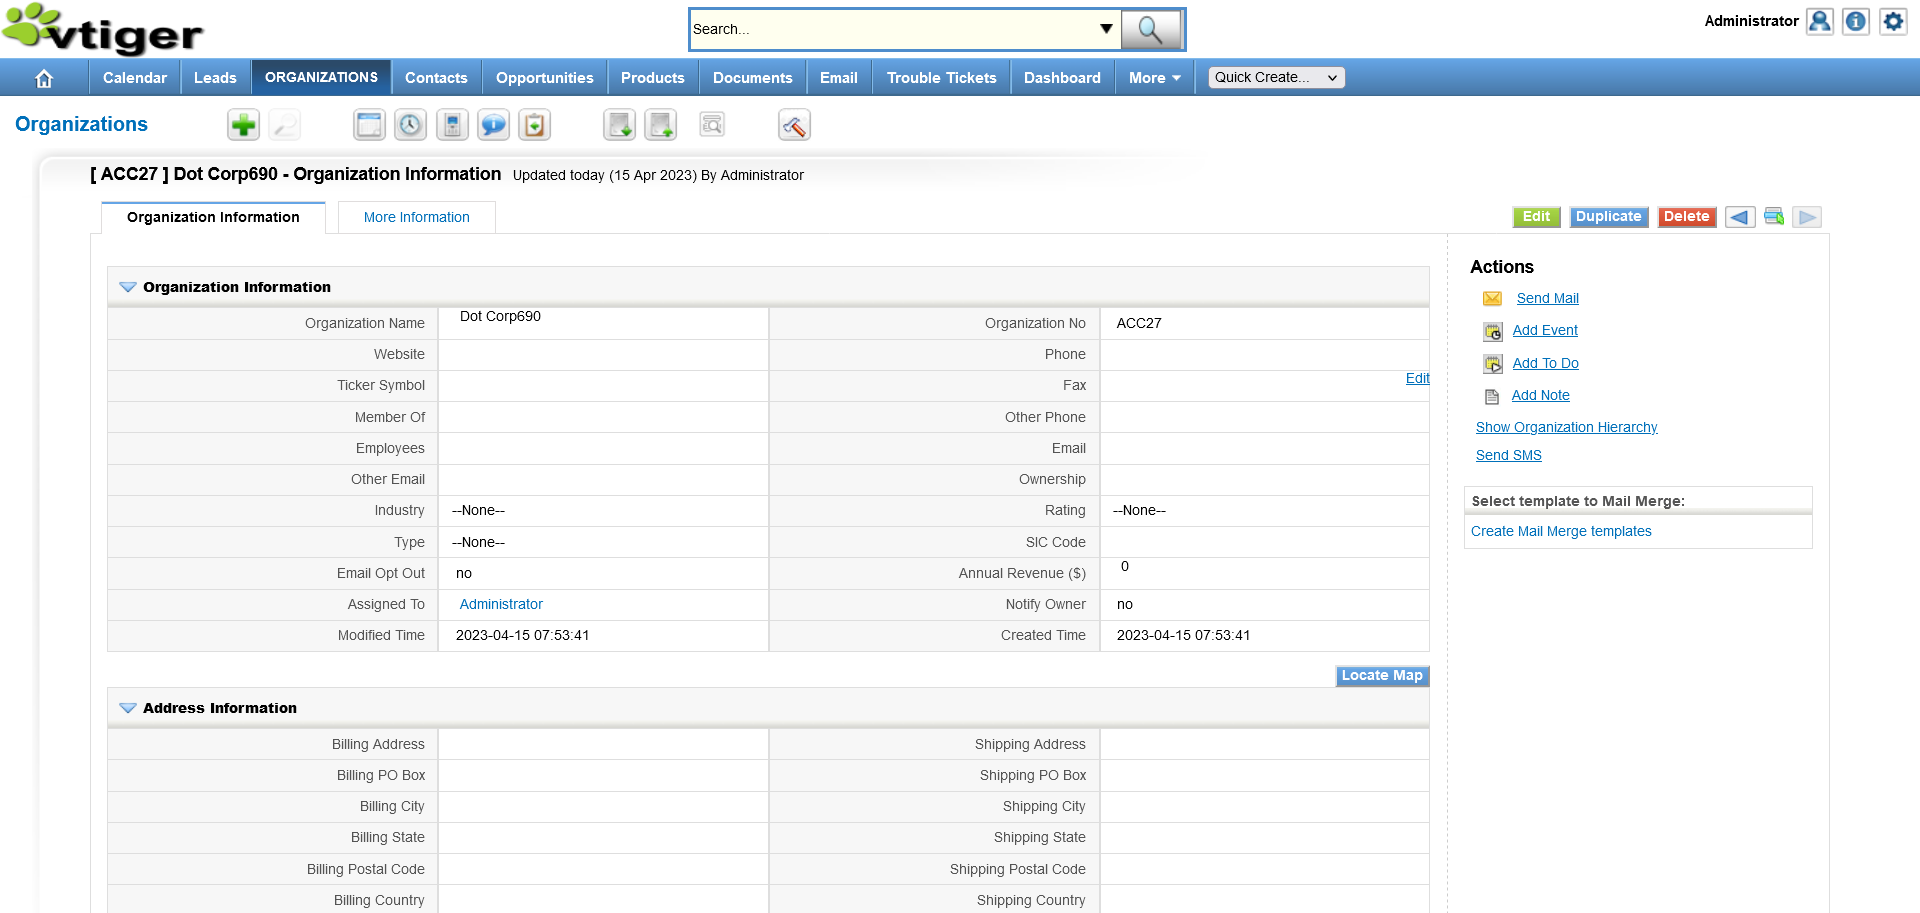 vtiger
Search...
Administrator
Calendar
Leads
ORGANIZATIONS
Contacts
Opportunities
Products
Documents
Email
Trouble Tickets
Dashboard
More
Quick Create...
Organizations
[ ACC27 ] Dot Corp690 - Organization Information Updated today (15 Apr 2023) By Administrator
Organization Information
More Information
Edit
Duplicate
Delete
Organization Information
Organization Name Dot Corp690 Organization No ACC27
Website Phone
Ticker Symbol Fax Edit
Member Of Other Phone
Employees Email
Other Email Ownership
Industry --None-- Rating --None--
Type --None-- SIC Code
Email Opt Out no Annual Revenue ($) 0
Assigned To Administrator Notify Owner no
Modified Time 2023-04-15 07:53:41 Created Time 2023-04-15 07:53:41
Locate Map
Address Information
Billing Address Shipping Address
Billing PO Box Shipping PO Box
Billing City Shipping City
Billing State Shipping State
Billing Postal Code Shipping Postal Code
Billing Country Shipping Country
Actions
Send Mail
Add Event
Add To Do
Add Note
Show Organization Hierarchy
Send SMS
Select template to Mail Merge:
Create Mail Merge templates